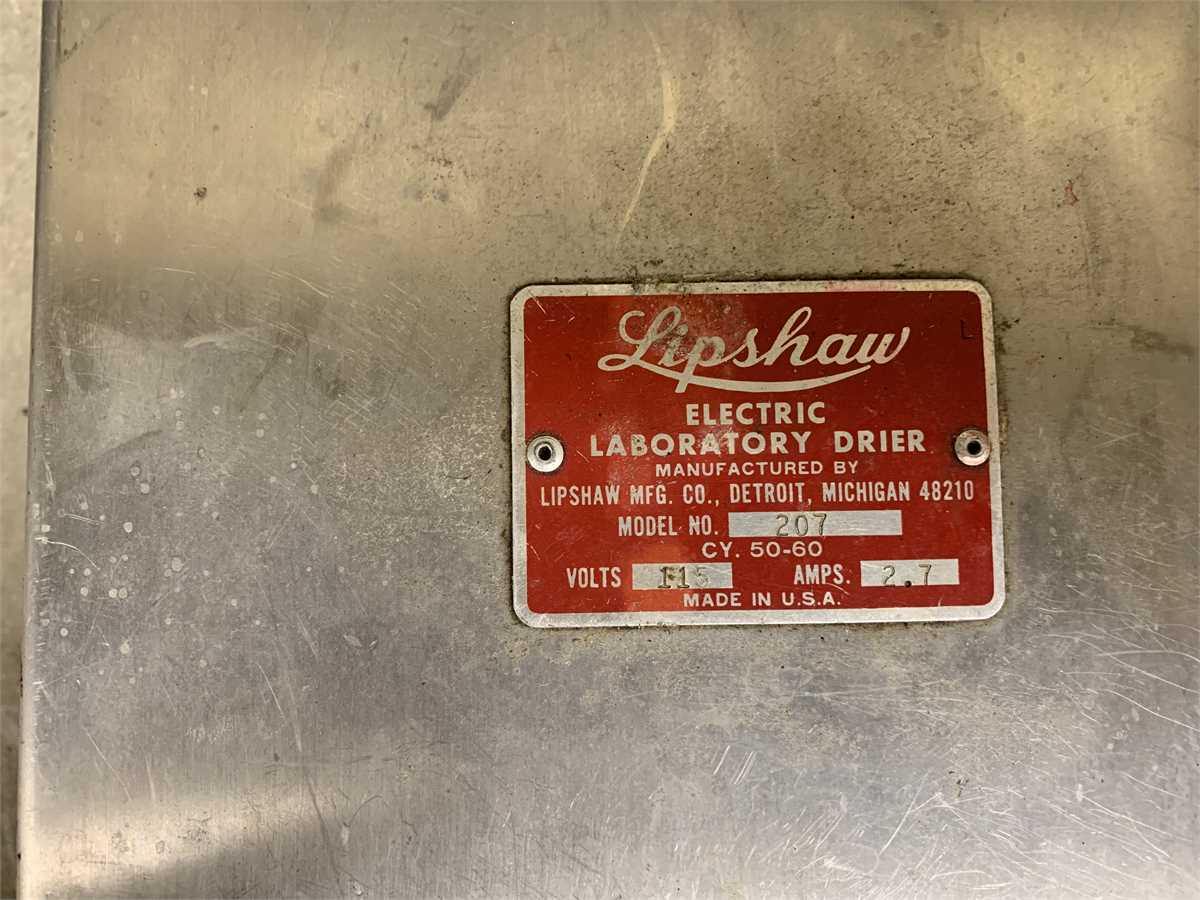 Lipshaw
ELECTRIC
LABORATORY DRIER
MANUFACTURED BY
LIPSHAW MFG. CO., DETROIT, MICHIGAN 48210
MODEL NO. 207
CY. 50-60
VOLTS 115 AMPS. 2.7
MADE IN U.S.A.